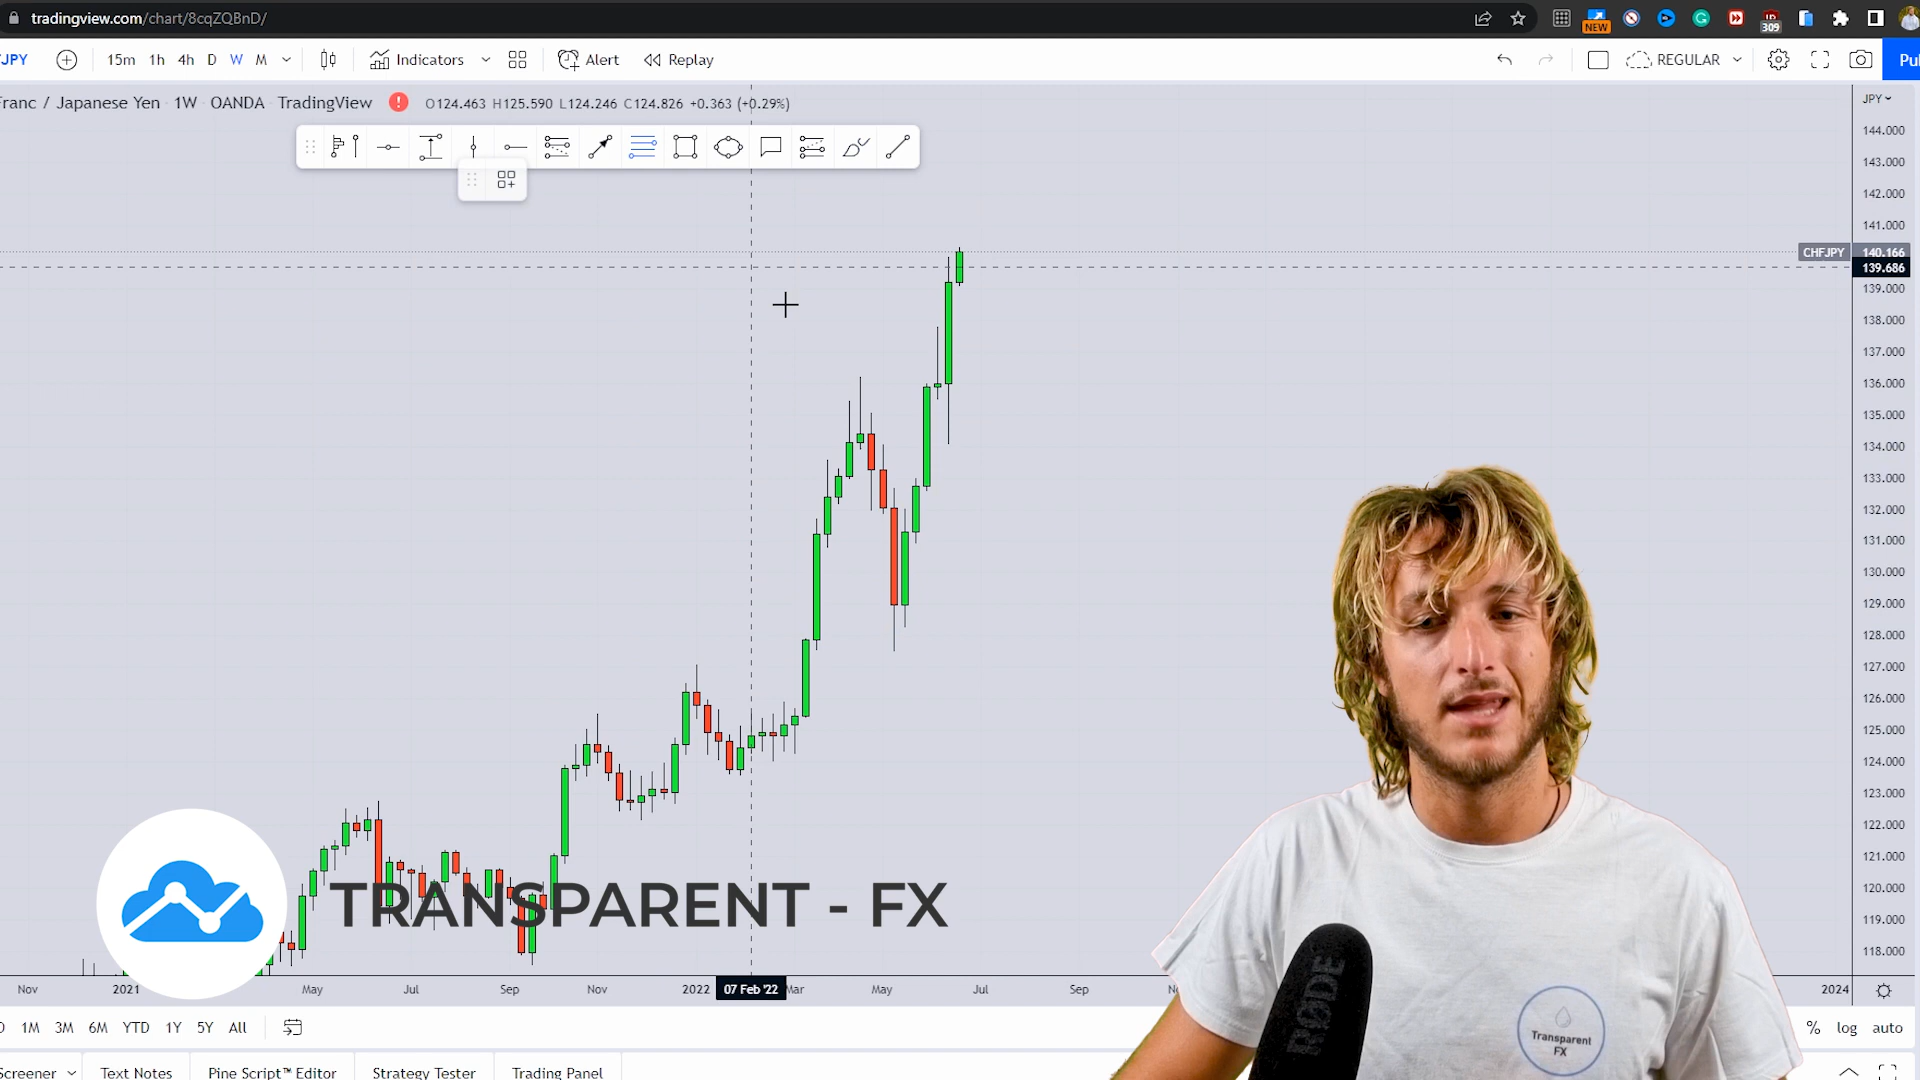 tradingview.com/chart/8cqZQBnD/
NEW
309
JPY
15m 1h 4h D W M
Indicators
Alert
Replay
REGULAR
Pu
Franc / Japanese Yen 1W OANDA TradingView
O124.463 H125.590 L124.246 C124.826 +0.363 (+0.29%)
JPY
144.000
143.000
142.000
141.000
CHFJPY 140.166
139.686
139.000
138.000
137.000
136.000
135.000
134.000
133.000
132.000
131.000
130.000
129.000
128.000
127.000
126.000
125.000
124.000
123.000
122.000
121.000
120.000
119.000
118.000
TRANSPARENT - FX
RØDE
Transparent
FX
Nov 2021 May Jul Sep Nov 2022 07 Feb '22 Mar May Jul Sep 2024
1M 3M 6M YTD 1Y 5Y All
% log auto
Screener Text Notes Pine Script™ Editor Strategy Tester Trading Panel